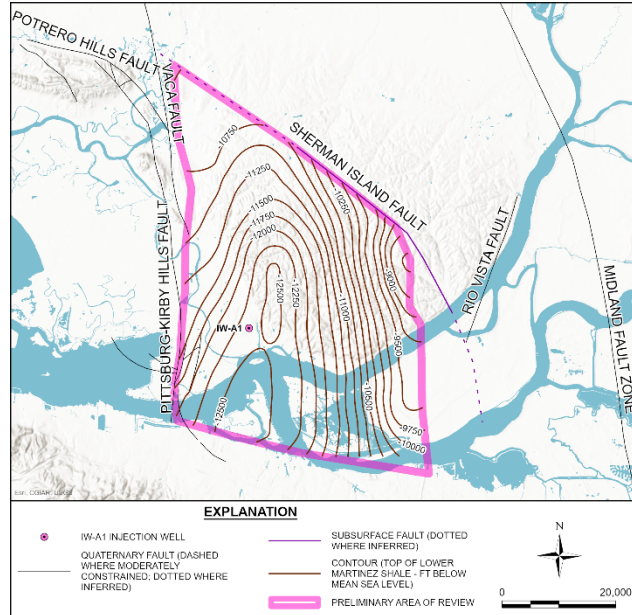 POTRERO HILLS FAULT
VACA FAULT
SHERMAN ISLAND FAULT
PITTSBURG-KIRBY HILLS FAULT
RIO VISTA FAULT
MIDLAND FAULT ZONE
-10750
-11250
-11500
-11750
-12000
-12500
-12250
-11000
-10250
-9000
-9500
-10500
-9750
-10000
-12500
IW-A1
EXPLANATION
IW-A1 INJECTION WELL
QUATERNARY FAULT (DASHED
WHERE MODERATELY
CONSTRAINED; DOTTED WHERE
INFERRED)
SUBSURFACE FAULT (DOTTED
WHERE INFERRED)
CONTOUR (TOP OF LOWER
MARTINEZ SHALE - FT BELOW
MEAN SEA LEVEL)
PRELIMINARY AREA OF REVIEW
N
0 20,000